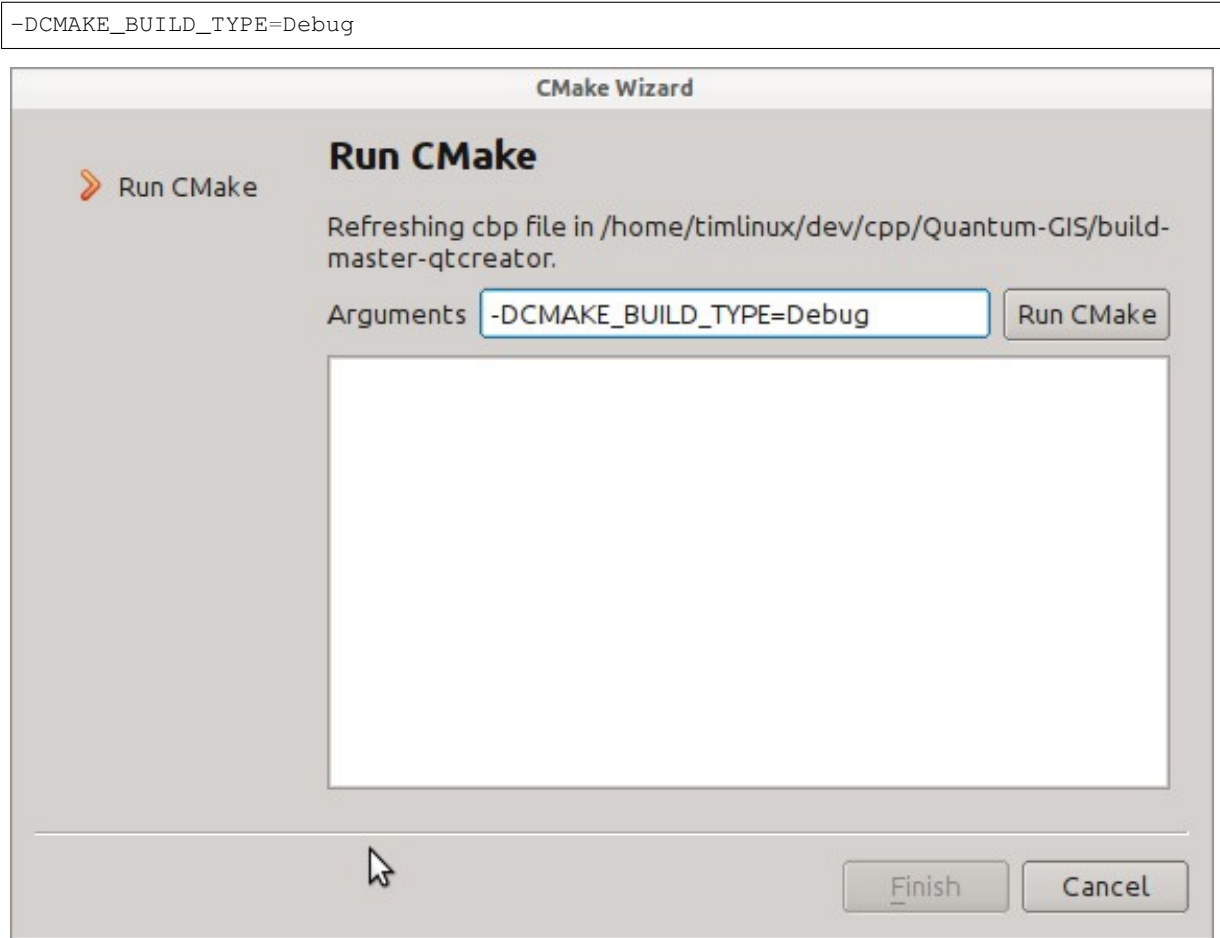 -DCMAKE_BUILD_TYPE=Debug
CMake Wizard
Run CMake
Run CMake
Refreshing cbp file in /home/timlinux/dev/cpp/Quantum-GIS/build-
master-qtcreator.
Arguments -DCMAKE_BUILD_TYPE=Debug Run CMake
Finish Cancel